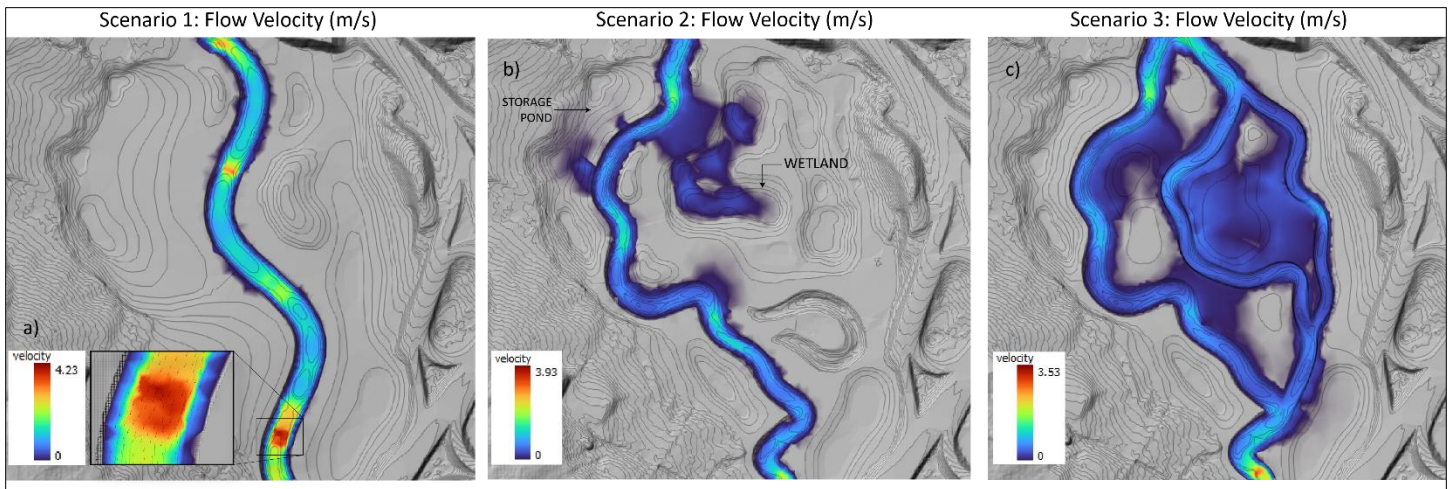 Scenario 1: Flow Velocity (m/s)
Scenario 2: Flow Velocity (m/s)
Scenario 3: Flow Velocity (m/s)
a)
velocity
4.23
0
b)
STORAGE
POND
WETLAND
velocity
3.93
0
c)
velocity
3.53
0